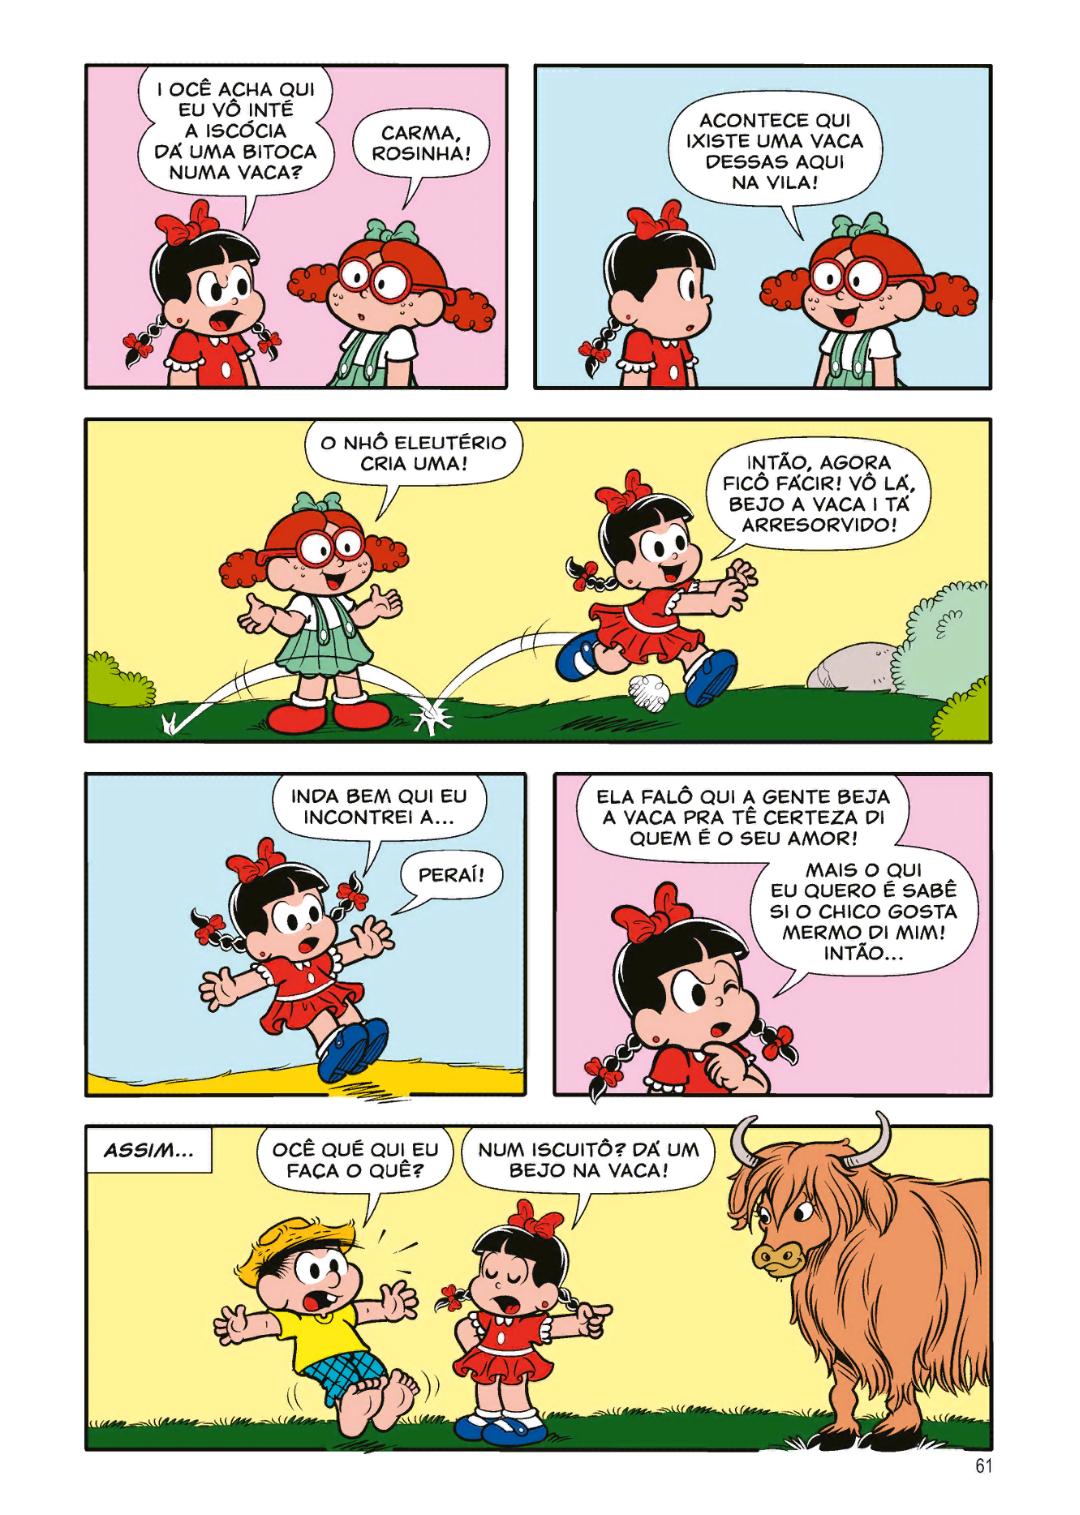 I OCÊ ACHA QUI
EU VÔ INTÉ
A ISCÓCIA
DÁ UMA BITOCA
NUMA VACA?
CARMA,
ROSINHA!
ACONTECE QUI
IXISTE UMA VACA
DESSAS AQUI
NA VILA!
O NHÔ ELEUTÉRIO
CRIA UMA!
INTÃO, AGORA
FICÔ FÁCIR! VÔ LÁ,
BEJO A VACA I TÁ
ARRESORVIDO!
INDA BEM QUI EU
INCONTREI A...
PERAÍ!
ELA FALÔ QUI A GENTE BEJA
A VACA PRA TÊ CERTEZA DI
QUEM É O SEU AMOR!
MAIS O QUI
EU QUERO É SABÊ
SI O CHICO GOSTA
MERMO DI MIM!
INTÃO...
ASSIM...
OCÊ QUÉ QUI EU
FAÇA O QUÊ?
NUM ISCUITÔ? DÁ UM
BEJO NA VACA!
61